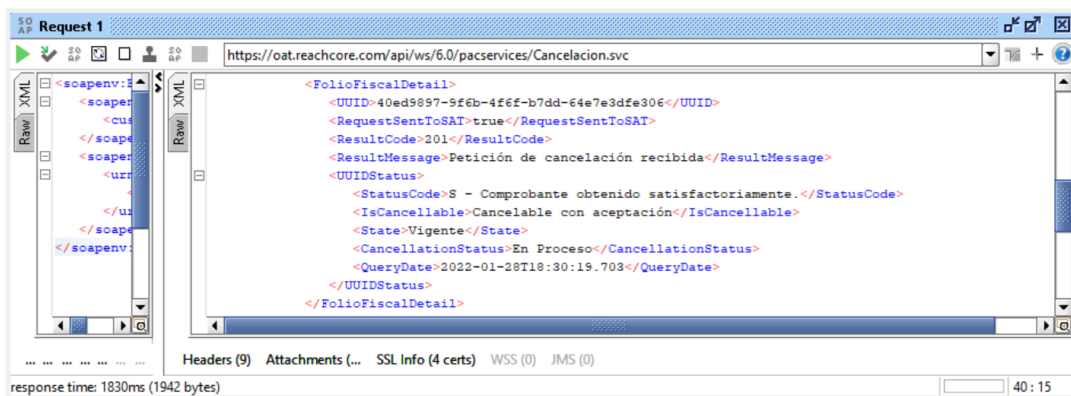 SO AP Request 1
https://oat.reachcore.com/api/ws/6.0/pacservices/Cancelacion.svc
XML
Raw
<soapenv:E
<soapen
<cus
</soape
<soapen
<urr
<
</ur
</soape
</soapenv:
XML
Raw
<FolioFiscalDetail>
<UUID>40ed9897-9f6b-4f6f-b7dd-64e7e3dfe306</UUID>
<RequestSentToSAT>true</RequestSentToSAT>
<ResultCode>201</ResultCode>
<ResultMessage>Petición de cancelación recibida</ResultMessage>
<UUIDStatus>
<StatusCode>S - Comprobante obtenido satisfactoriamente.</StatusCode>
<IsCancellable>Cancelable con aceptación</IsCancellable>
<State>Vigente</State>
<CancellationStatus>En Proceso</CancellationStatus>
<QueryDate>2022-01-28T18:30:19.703</QueryDate>
</UUIDStatus>
</FolioFiscalDetail>
... ... ... ... ... ... ...
Headers (9) Attachments (... SSL Info (4 certs) WSS (0) JMS (0)
response time: 1830ms (1942 bytes) 40 : 15